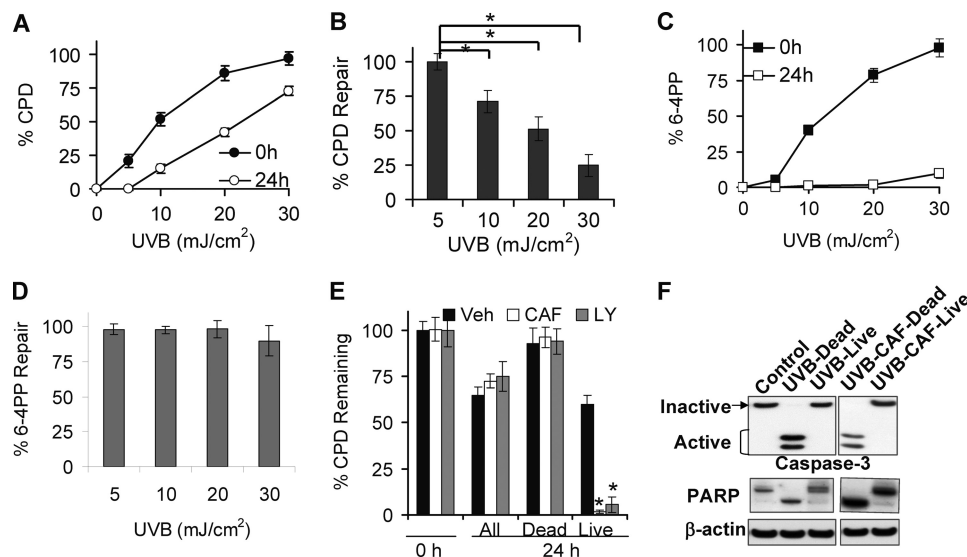 A
% CPD
100
75
50
25
0
0h
24h
0 10 20 30
UVB (mJ/cm²)
B
% CPD Repair
*
*
*
125
100
75
50
25
0
5 10 20 30
UVB (mJ/cm²)
C
% 6-4PP
100
75
50
25
0
0h
24h
0 10 20 30
UVB (mJ/cm²)
D
% 6-4PP Repair
125
100
75
50
25
0
5 10 20 30
UVB (mJ/cm²)
E
% CPD Remaining
Veh CAF LY
100
75
50
25
0
* *
All Dead Live
0 h 24 h
F
Control
UVB-Dead
UVB-Live
UVB-CAF-Dead
UVB-CAF-Live
Inactive
Active
Caspase-3
PARP
β-actin